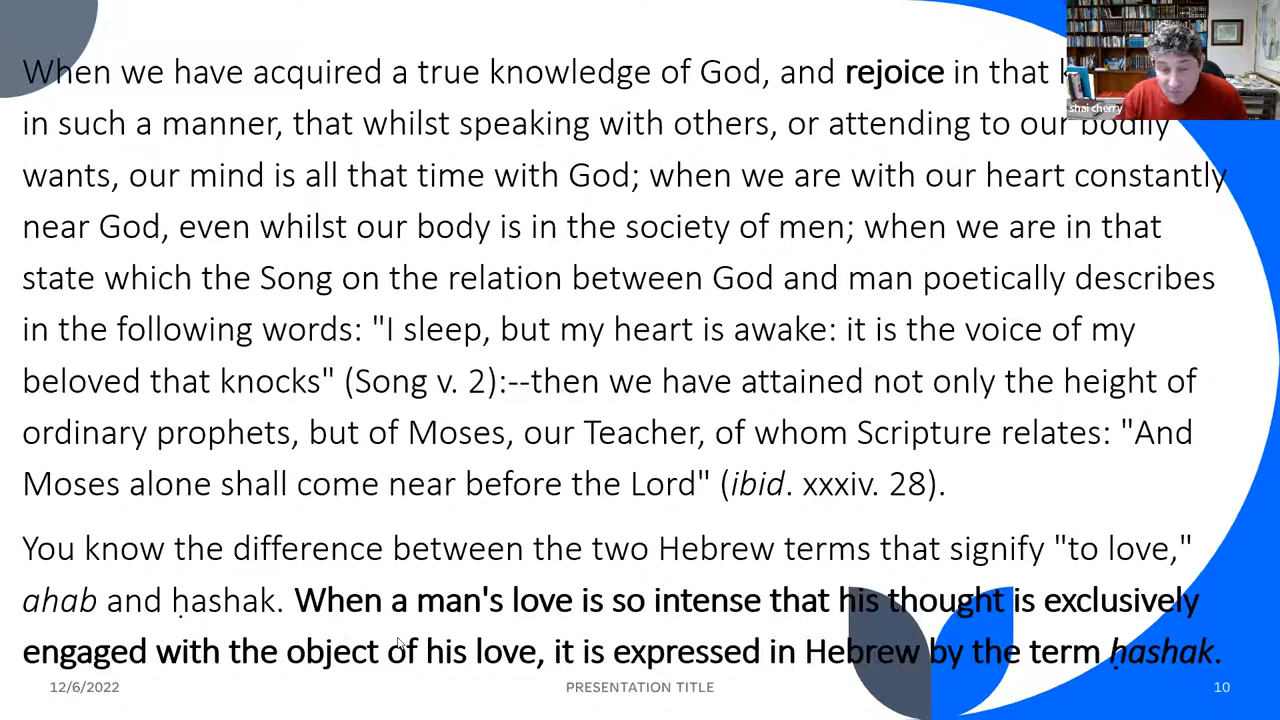 When we have acquired a true knowledge of God, and rejoice in that
in such a manner, that whilst speaking with others, or attending to our bodily
wants, our mind is all that time with God; when we are with our heart constantly
near God, even whilst our body is in the society of men; when we are in that
state which the Song on the relation between God and man poetically describes
in the following words: "I sleep, but my heart is awake: it is the voice of my
beloved that knocks" (Song v. 2):--then we have attained not only the height of
ordinary prophets, but of Moses, our Teacher, of whom Scripture relates: "And
Moses alone shall come near before the Lord" (ibid. xxxiv. 28).
You know the difference between the two Hebrew terms that signify "to love,"
ahab and ḥashak. When a man's love is so intense that his thought is exclusively
engaged with the object of his love, it is expressed in Hebrew by the term ḥashak.
shai cherry
12/6/2022
PRESENTATION TITLE
10